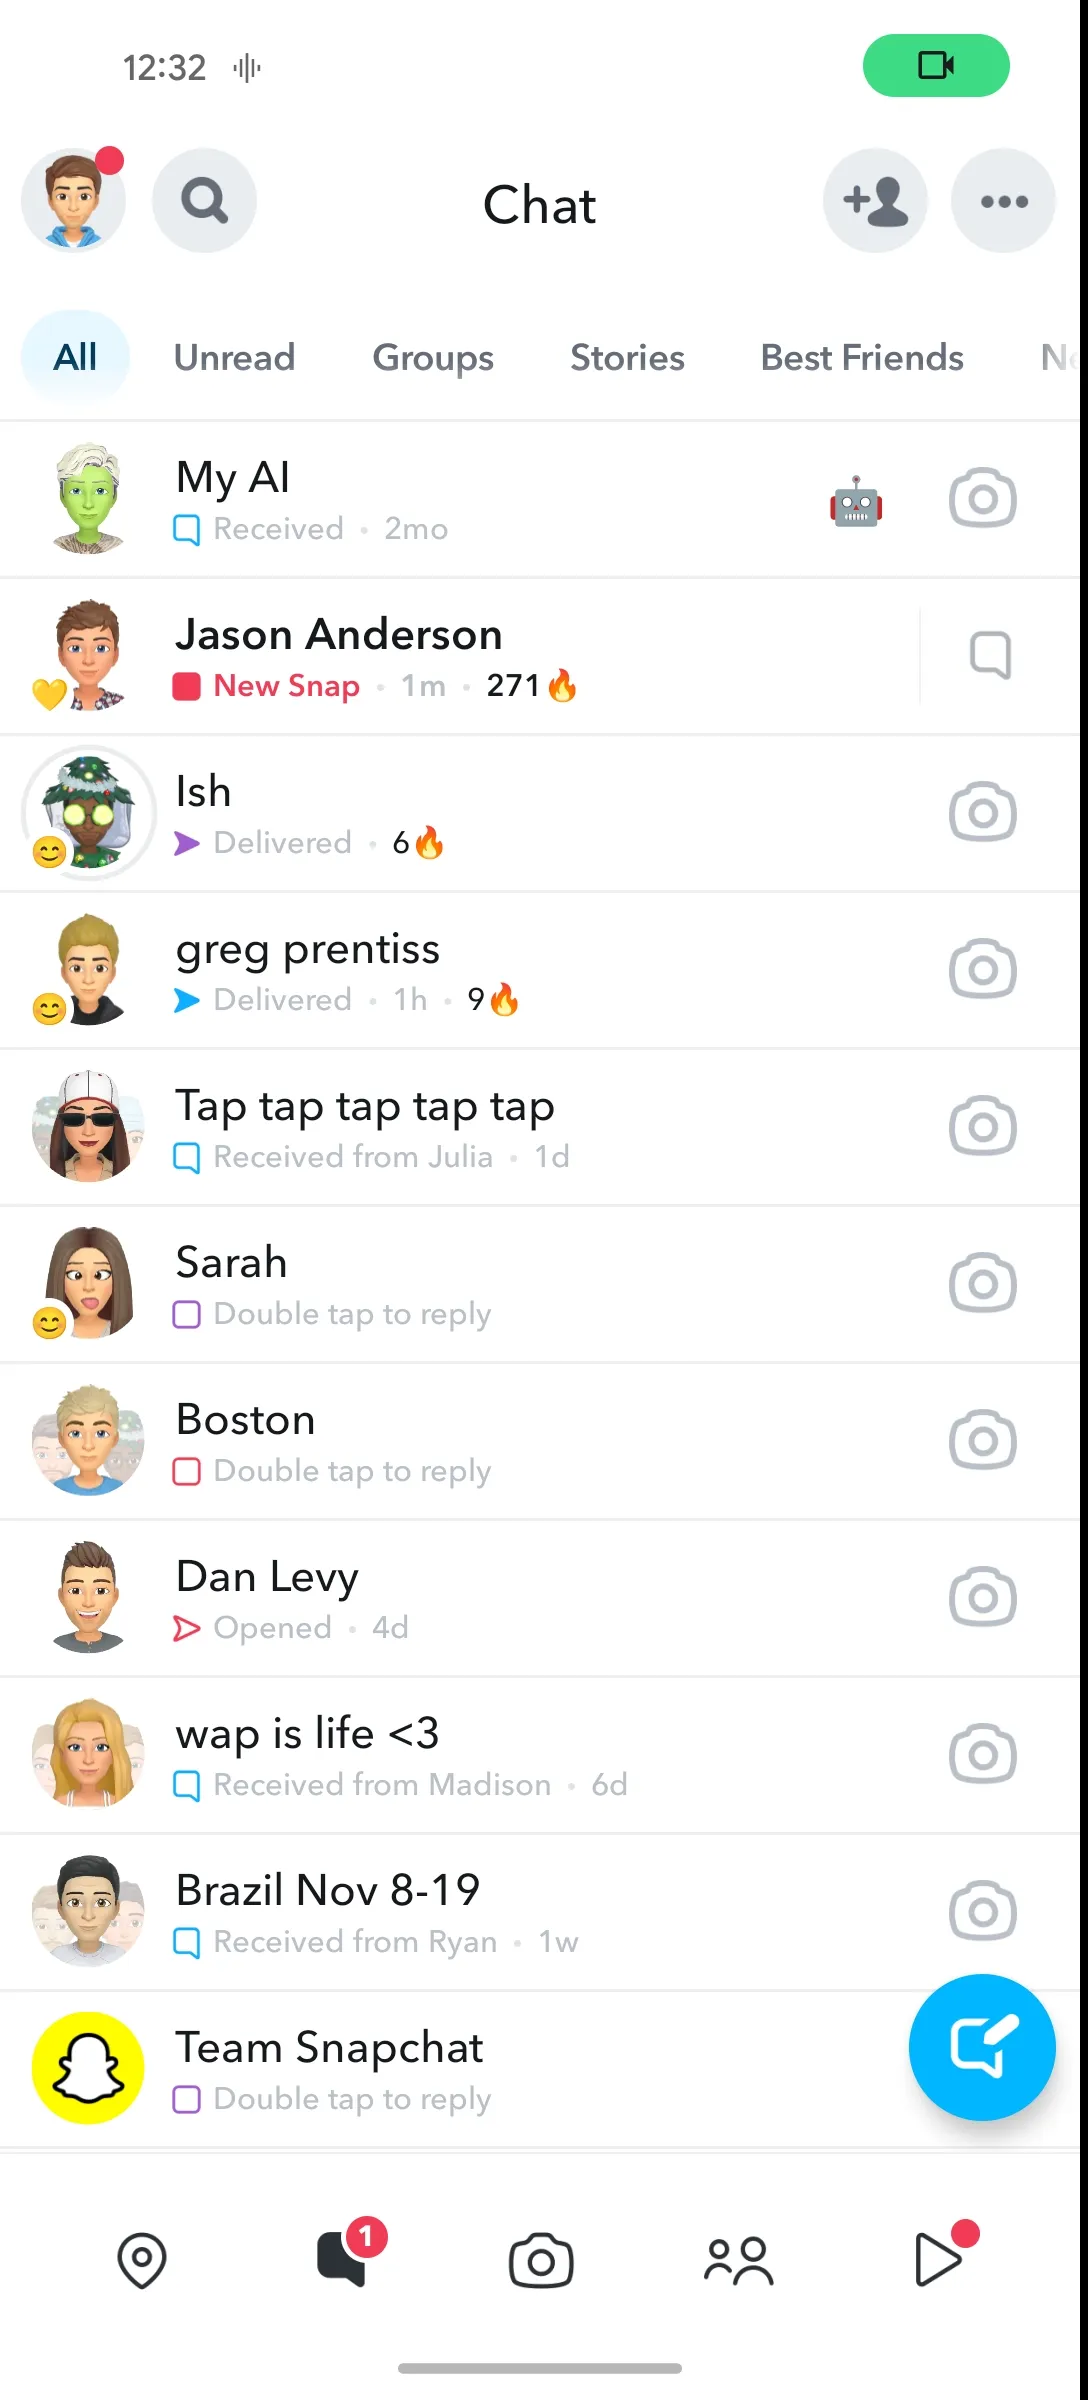 12:32
Chat
All Unread Groups Stories Best Friends
My AI
Received • 2mo
Jason Anderson
New Snap • 1m • 271🔥
Ish
Delivered • 6🔥
greg prentiss
Delivered • 1h • 9🔥
Tap tap tap tap tap
Received from Julia • 1d
Sarah
Double tap to reply
Boston
Double tap to reply
Dan Levy
Opened • 4d
wap is life <3
Received from Madison • 6d
Brazil Nov 8-19
Received from Ryan • 1w
Team Snapchat
Double tap to reply
1